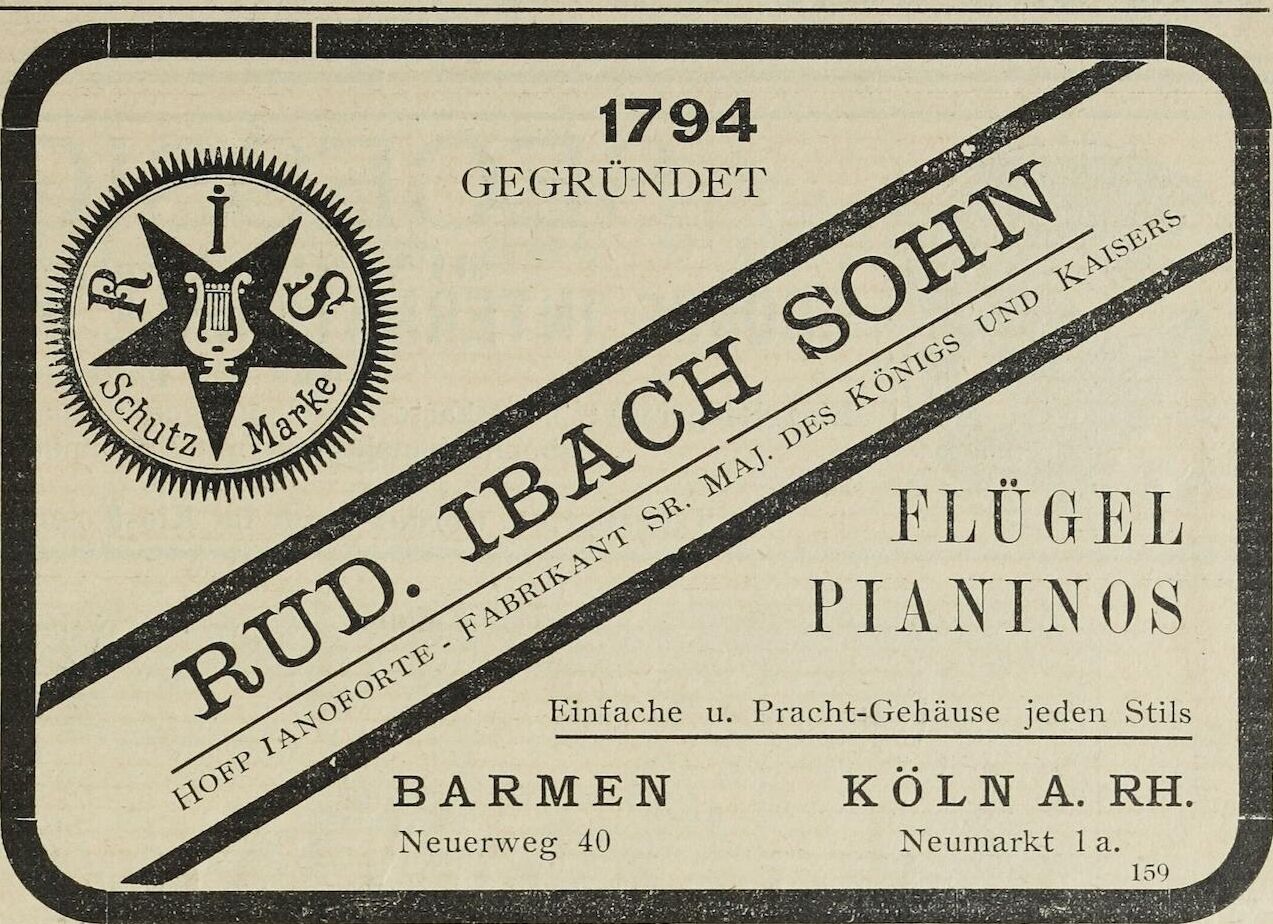 1794
GEGRÜNDET
R I S
Schutz Marke
RUD. IBACH SOHN
HOFP IANOFORTE - FABRIKANT SR. MAJ. DES KÖNIGS UND KAISERS
FLÜGEL
PIANINOS
Einfache u. Pracht-Gehäuse jeden Stils
BARMEN
Neuerweg 40
KÖLN A. RH.
Neumarkt 1 a.
159